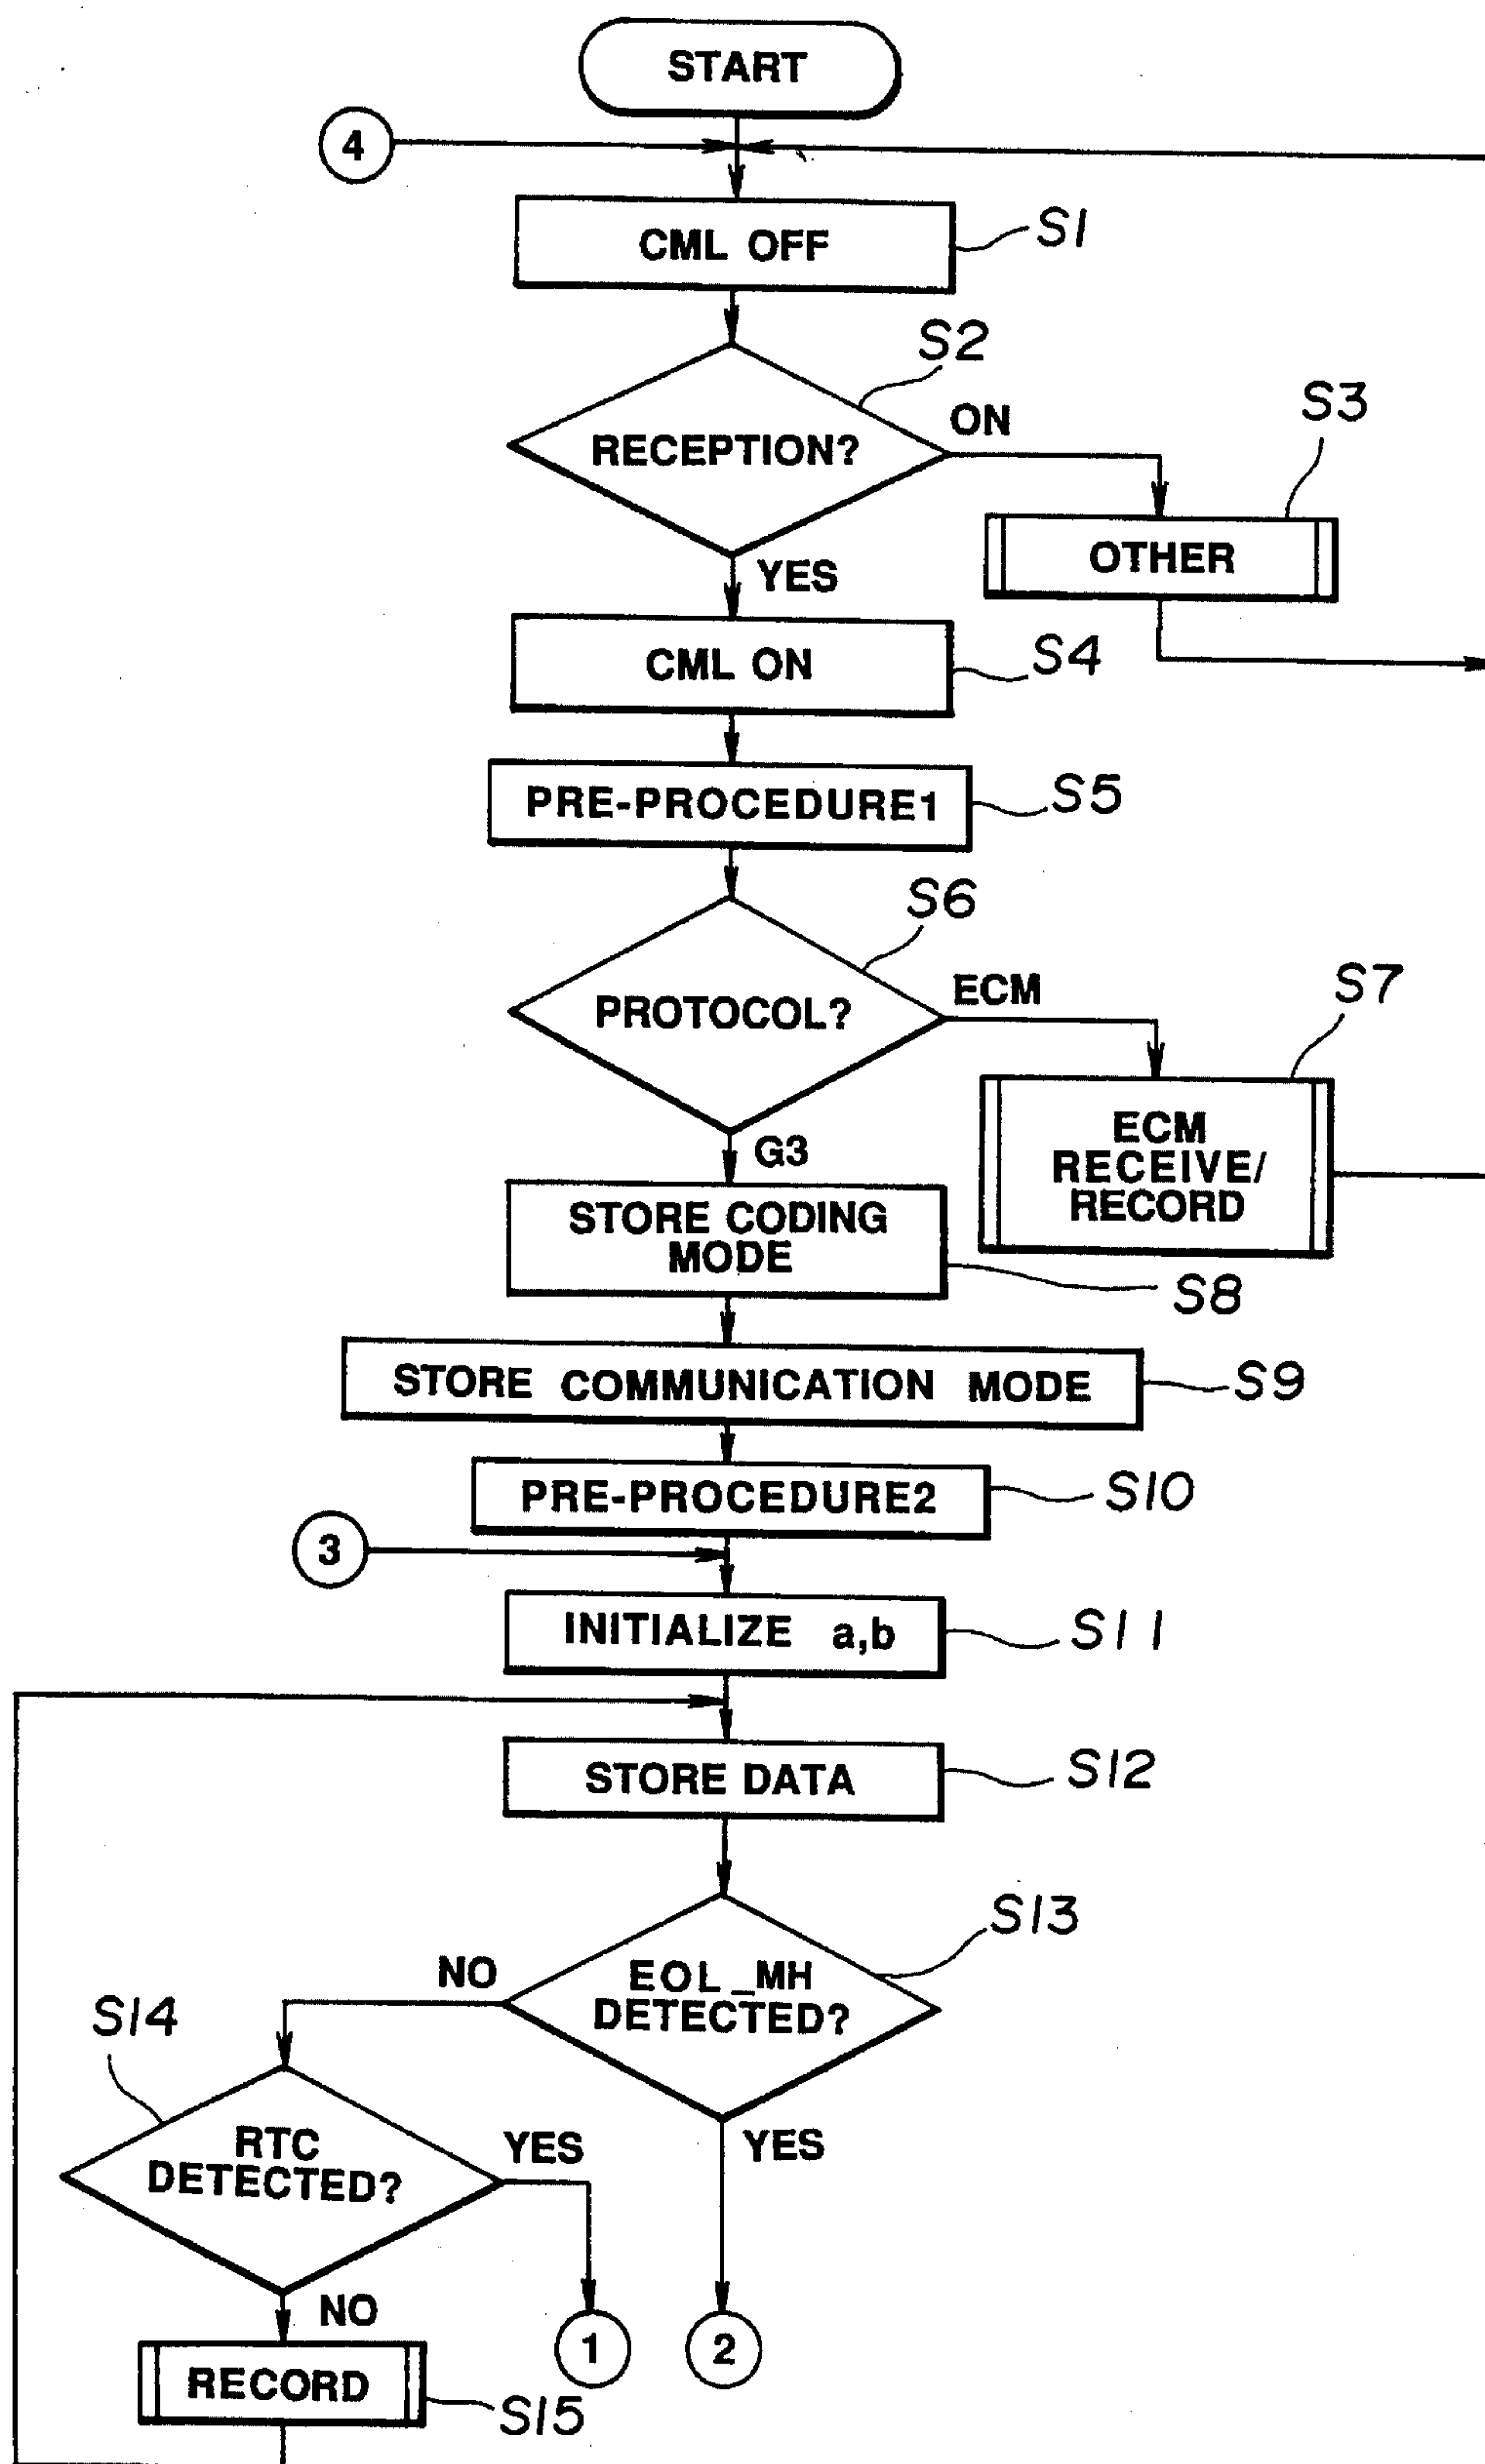 START
4
CML OFF
S1
S2
RECEPTION?
ON
S3
OTHER
YES
CML ON
S4
PRE-PROCEDURE1
S5
S6
PROTOCOL?
ECM
S7
ECM
RECEIVE/
RECORD
G3
STORE CODING
MODE
S8
STORE COMMUNICATION MODE
S9
PRE-PROCEDURE2
S10
3
INITIALIZE a,b
S11
STORE DATA
S12
S13
EOL_MH
DETECTED?
NO
S14
RTC
DETECTED?
YES
YES
NO
1
2
RECORD
S15